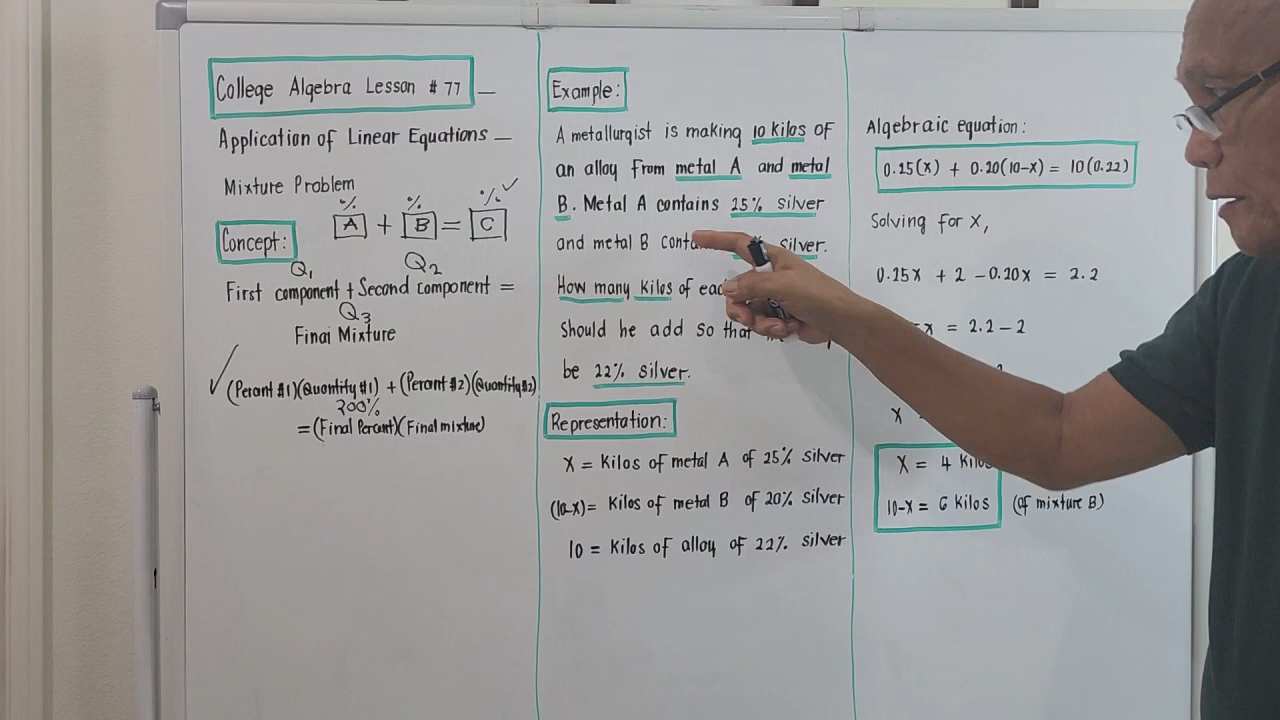 College Algebra Lesson # 77
Application of Linear Equations
Mixture Problem
% % %
A + B = C
Concept:
Q1 Q2
First component + Second component =
Q3
Final Mixture
(Percent #1)(Quantity #1) + (Percent #2)(Quantity #2)
= (Final Percent)(Final mixture)
Example:
A metallurgist is making 10 kilos of
an alloy from metal A and metal
B. Metal A contains 25% silver
and metal B silver.
How many kilos of
Should he add so that
be 22% silver.
Representation:
X = Kilos of metal A of 25% silver
(10-X) = Kilos of metal B of 20% silver
10 = Kilos of alloy of 22% silver
Algebraic equation:
0.25(X) + 0.20(10-X) = 10(0.22)
Solving for X,
0.25X + 2 - 0.20X = 2.2
X = 2.2 - 2
X
X = 4
10-X = 6 Kilos (of mixture B)